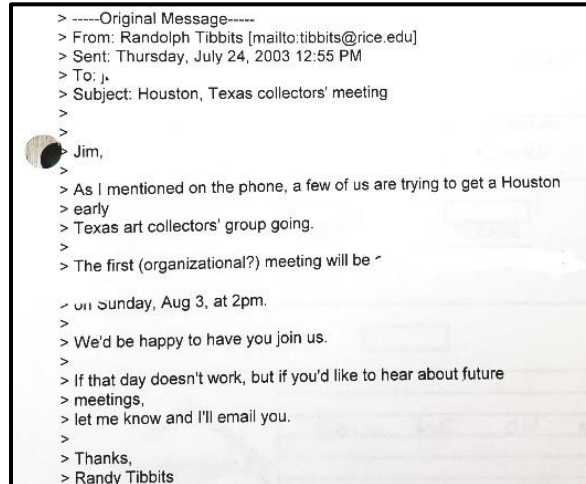 > -----Original Message-----
> From: Randolph Tibbits [mailto:tibbits@rice.edu]
> Sent: Thursday, July 24, 2003 12:55 PM
> To:
> Subject: Houston, Texas collectors' meeting
>
>
> Jim,
>
> As I mentioned on the phone, a few of us are trying to get a Houston
> early
> Texas art collectors' group going.
>
> The first (organizational?) meeting will be
> on Sunday, Aug 3, at 2pm.
>
> We'd be happy to have you join us.
>
> If that day doesn't work, but if you'd like to hear about future
> meetings,
> let me know and I'll email you.
>
> Thanks,
> Randy Tibbits